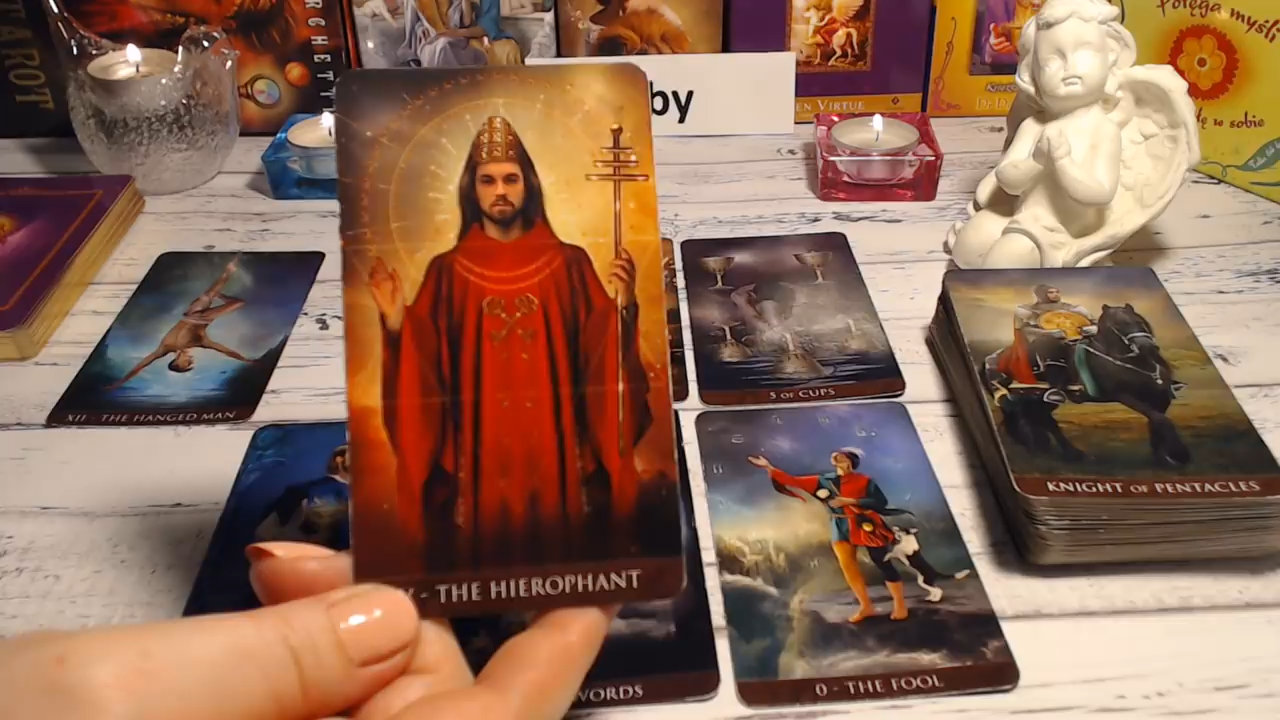 TAROT
by
EN VIRTUE
Potęga myśli
w sobie
XII - THE HANGED MAN
5 OF CUPS
KNIGHT OF PENTACLES
V - THE HIEROPHANT
WORDS
0 - THE FOOL